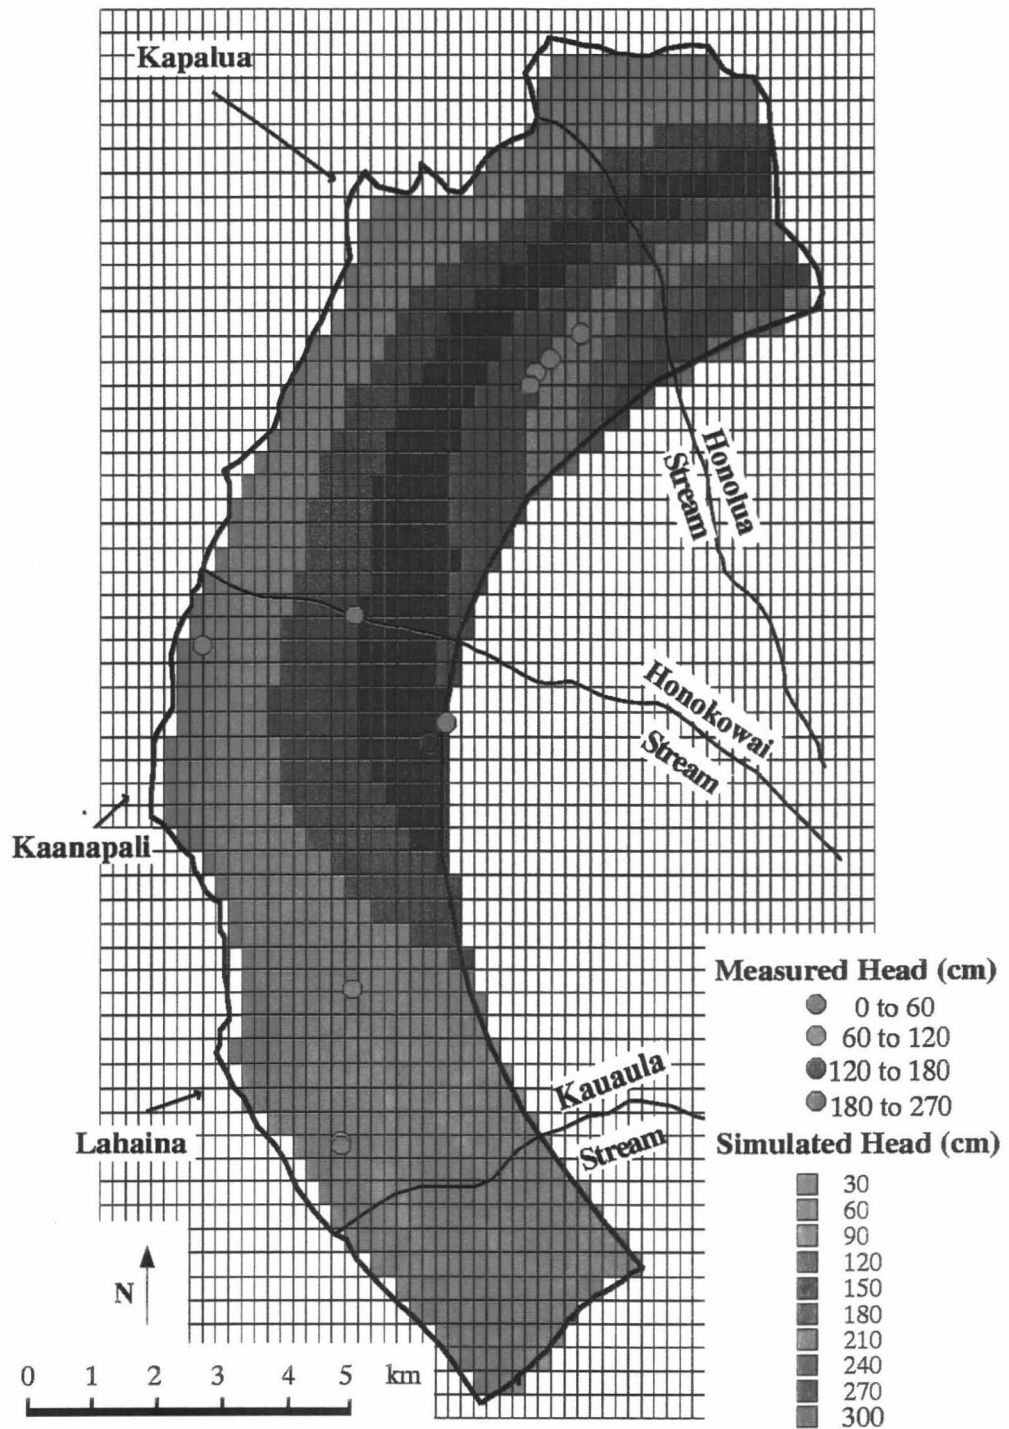 Kapalua
Honolua
Stream
Honokowai
Stream
Kaanapali
Measured Head (cm)
0 to 60
60 to 120
120 to 180
180 to 270
Kauaula
Stream
Lahaina
Simulated Head (cm)
30
60
90
120
150
180
210
240
270
300
N
0 1 2 3 4 5 km